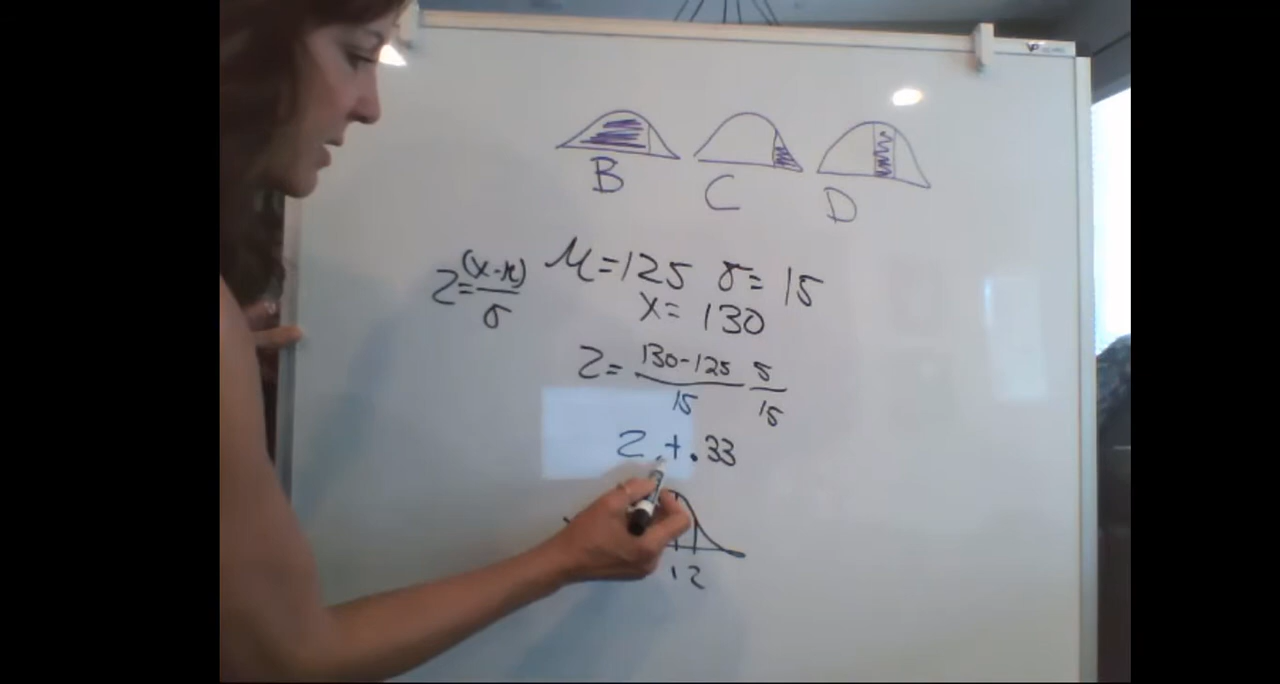 B C D
z = (x-μ)/σ μ = 125 σ = 15
x = 130
z = 130-125/15 5/15
z + .33
1 2